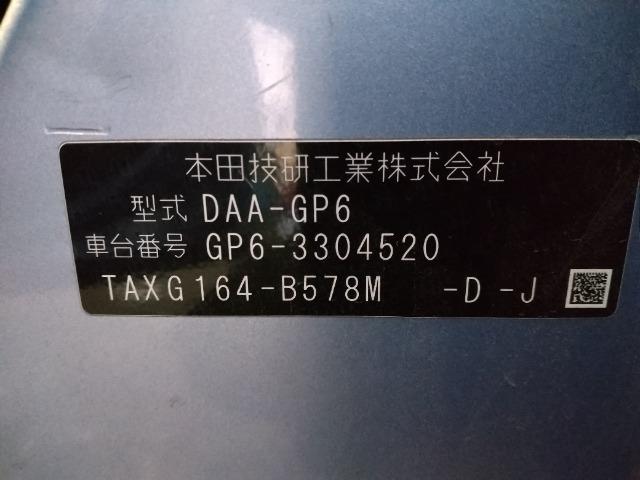 本田技研工業株式会社
型式 DAA-GP6
車台番号 GP6-3304520
TAXG164-B578M -D -J